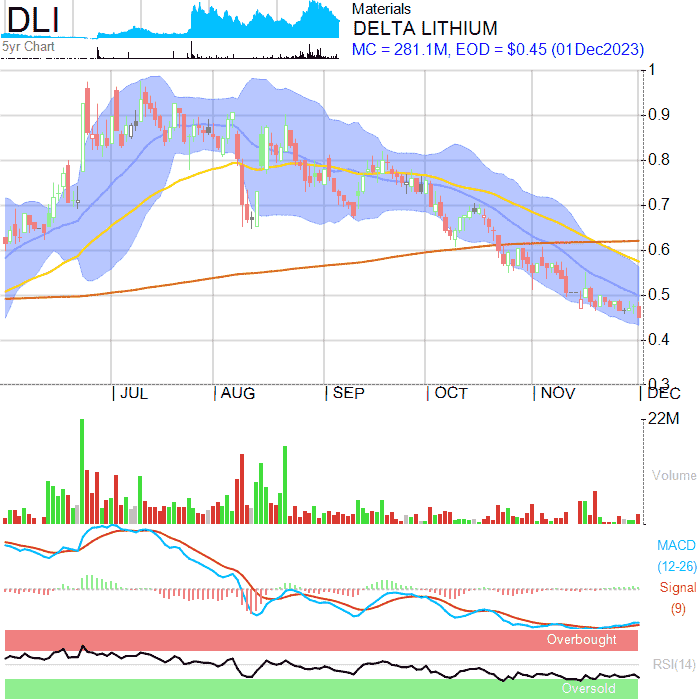 DLI
5yr Chart
Materials
DELTA LITHIUM
MC = 281.1M, EOD = $0.45 (01Dec2023)
1
0.9
0.8
0.7
0.6
0.5
0.4
0.3
JUL AUG SEP OCT NOV DEC
22M
Volume
MACD
(12-26)
Signal
(9)
Overbought
RSI(14)
Oversold